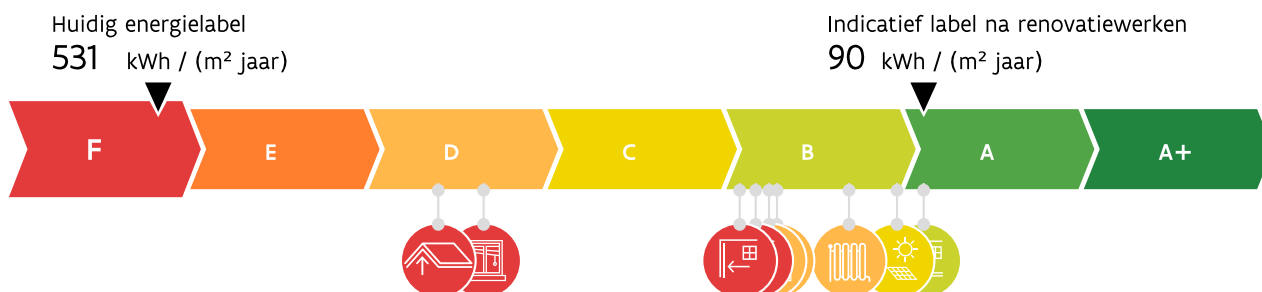 Huidig energielabel
531 kWh / (m² jaar)
Indicatief label na renovatiewerken
90 kWh / (m² jaar)
F
E
D
C
B
A
A+